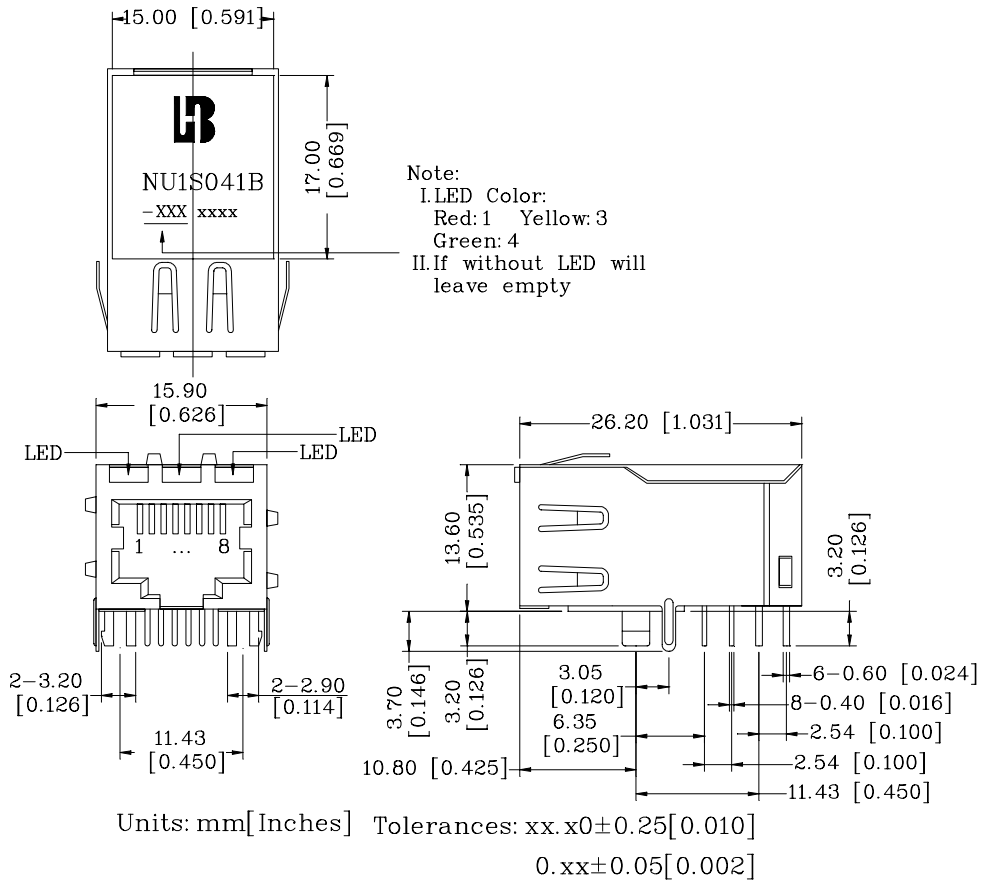 15.00 [0.591]
NU1S041B
-XXX xxxx
17.00
[0.669]
Note:
I.LED Color:
Red:1 Yellow:3
Green:4
II.If without LED will
leave empty
15.90
[0.626]
LED
LED
LED
1 ... 8
2-3.20
[0.126]
2-2.90
[0.114]
11.43
[0.450]
26.20 [1.031]
13.60
[0.535]
3.20
[0.126]
3.70
[0.146]
3.20
[0.126]
3.05
[0.120]
6.35
[0.250]
10.80 [0.425]
6-0.60 [0.024]
8-0.40 [0.016]
2.54 [0.100]
2.54 [0.100]
11.43 [0.450]
Units: mm[Inches] Tolerances: xx.x0±0.25[0.010]
0.xx±0.05[0.002]